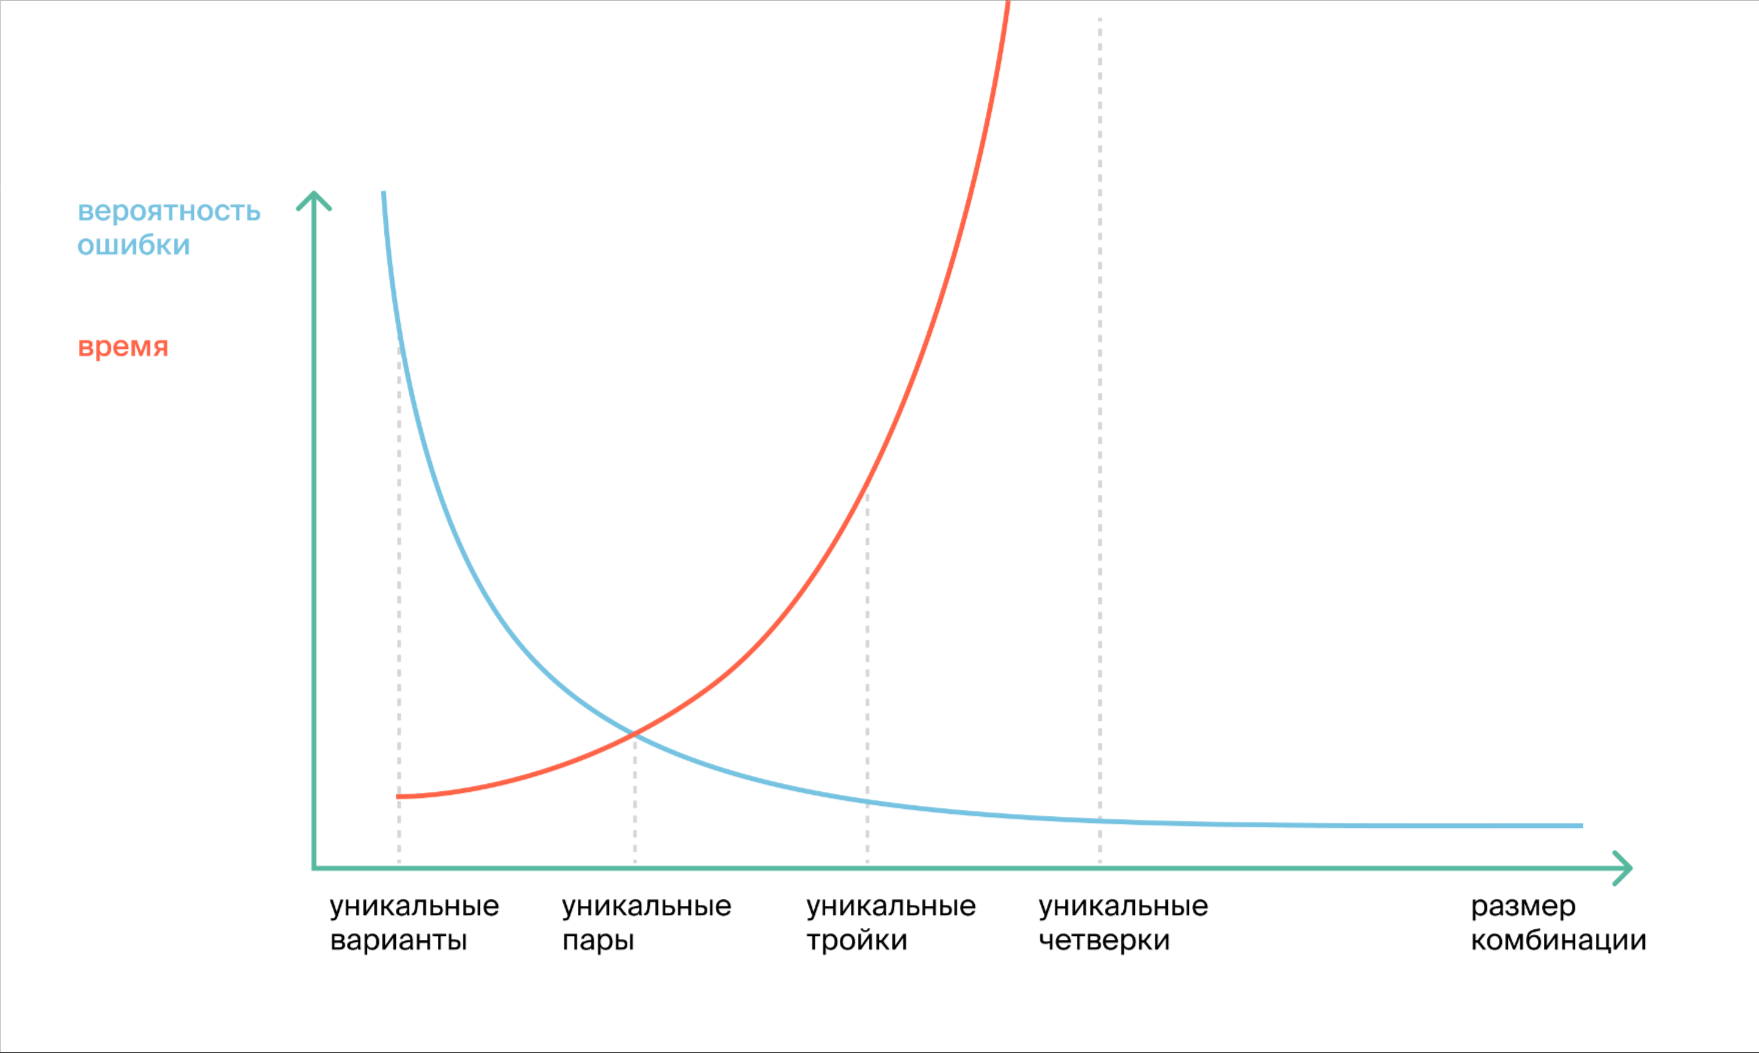 вероятность
ошибки
время
уникальные
варианты
уникальные
пары
уникальные
тройки
уникальные
четверки
размер
комбинации